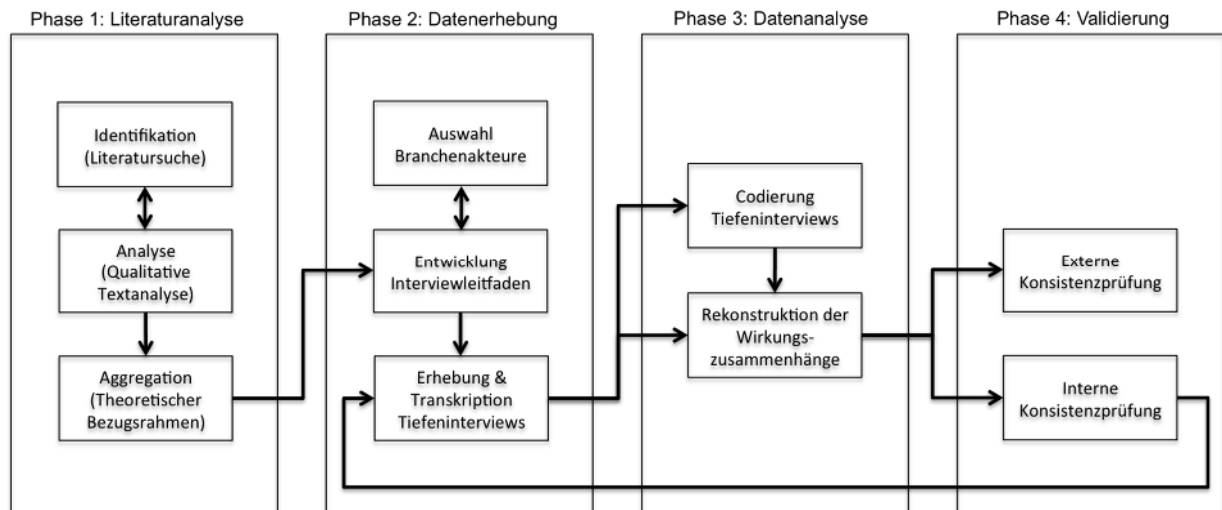 Phase 1: Literaturanalyse
Identifikation
(Literatursuche)
Analyse
(Qualitative
Textanalyse)
Aggregation
(Theoretischer
Bezugsrahmen)
Phase 2: Datenerhebung
Auswahl
Branchenakteure
Entwicklung
Interviewleitfaden
Erhebung &
Transkription
Tiefeninterviews
Phase 3: Datenanalyse
Codierung
Tiefeninterviews
Rekonstruktion der
Wirkungs-
zusammenhänge
Phase 4: Validierung
Externe
Konsistenzprüfung
Interne
Konsistenzprüfung